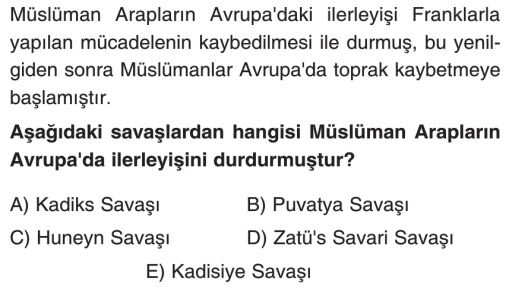 Müslüman Arapların Avrupa'daki ilerleyişi Franklarla
yapılan mücadelenin kaybedilmesi ile durmuş, bu yenil-
giden sonra Müslümanlar Avrupa'da toprak kaybetmeye
başlamıştır.
Aşağıdaki savaşlardan hangisi Müslüman Arapların
Avrupa'da ilerleyişini durdurmuştur?
A) Kadiks Savaşı B) Puvatya Savaşı
C) Huneyn Savaşı D) Zatü's Savari Savaşı
E) Kadisiye Savaşı